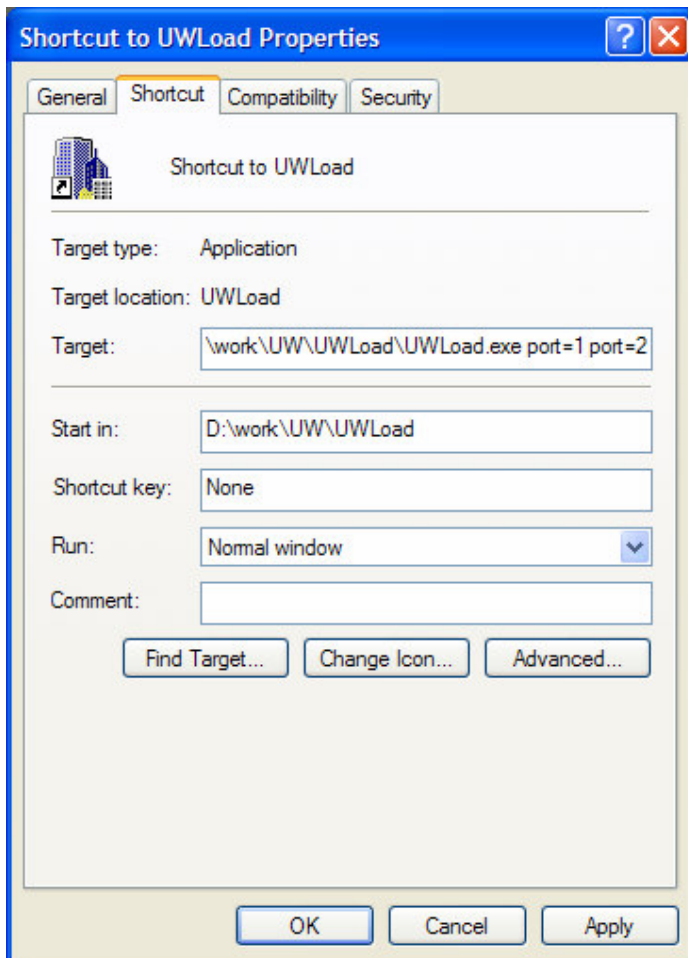 Shortcut to UWLoad Properties
General Shortcut Compatibility Security
Shortcut to UWLoad
Target type: Application
Target location: UWLoad
Target: \work\UW\UWLoad\UWLoad.exe port=1 port=2
Start in: D:\work\UW\UWLoad
Shortcut key: None
Run: Normal window
Comment:
Find Target... Change Icon... Advanced...
OK Cancel Apply